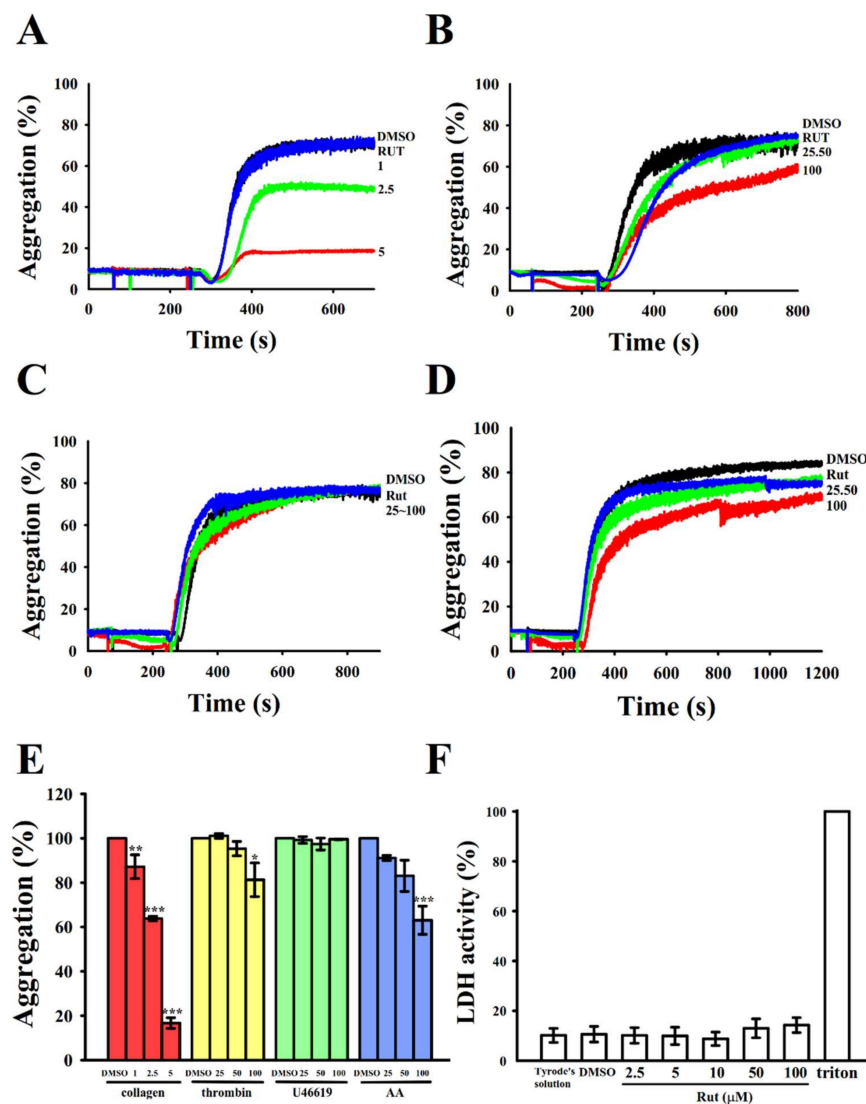 A
Aggregation (%)
100
80
60
40
20
0
0 200 400 600
Time (s)
DMSO
RUT
1
2.5
5
B
Aggregation (%)
100
80
60
40
20
0
0 200 400 600 800
Time (s)
DMSO
RUT
25.50
100
C
Aggregation (%)
100
80
60
40
20
0
0 200 400 600 800
Time (s)
DMSO
Rut
25~100
D
Aggregation (%)
100
80
60
40
20
0
0 200 400 600 800 1000 1200
Time (s)
DMSO
Rut
25.50
100
E
Aggregation (%)
120
100
80
60
40
20
0
** *** *** * ***
DMSO 1 2.5 5 DMSO 25 50 100 DMSO 25 50 100 DMSO 25 50 100
collagen thrombin U46619 AA
F
LDH activity (%)
100
80
60
40
20
0
Tyrode's
solution DMSO 2.5 5 10 50 100 triton
Rut (μM)